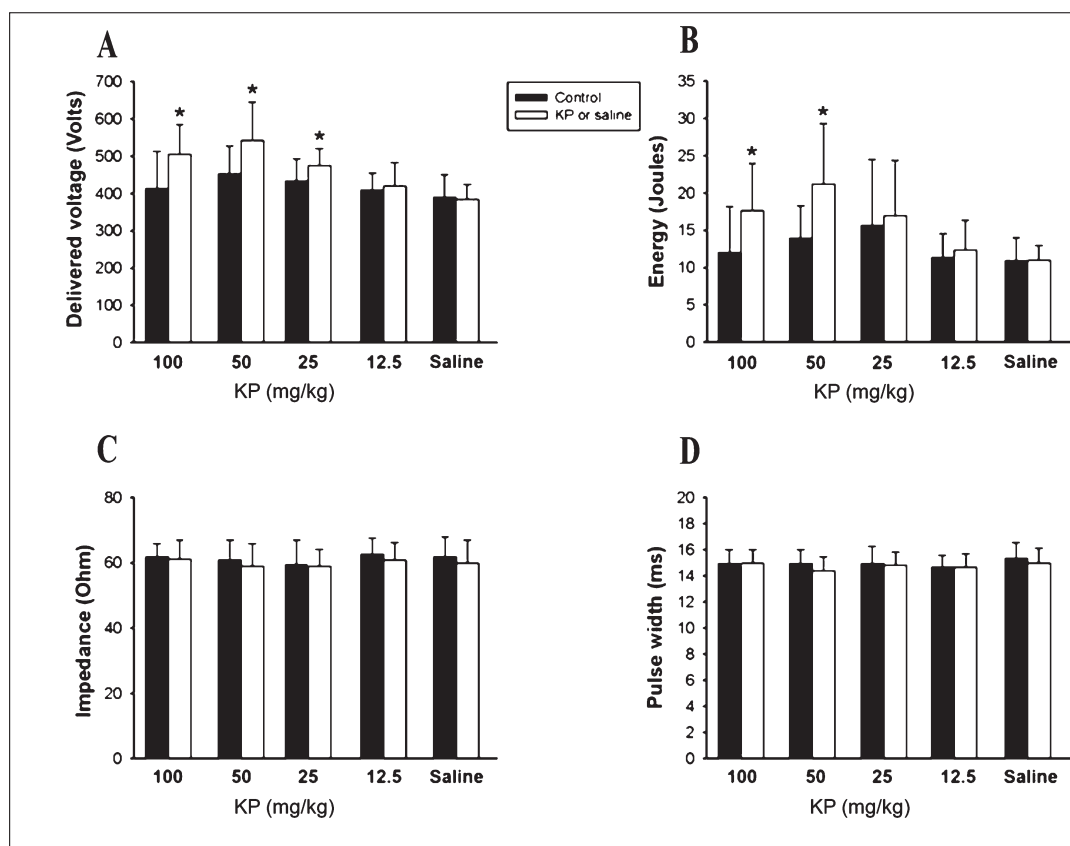 A
Delivered voltage (Volts)
700
600
500
400
300
200
100
0
*
*
*
100 50 25 12.5 Saline
KP (mg/kg)
Control
KP or saline
B
Energy (Joules)
35
30
25
20
15
10
5
0
*
*
100 50 25 12.5 Saline
KP (mg/kg)
C
Impedance (Ohm)
80
60
40
20
0
100 50 25 12.5 Saline
KP (mg/kg)
D
Pulse width (ms)
20
18
16
14
12
10
8
6
4
2
0
100 50 25 12.5 Saline
KP (mg/kg)